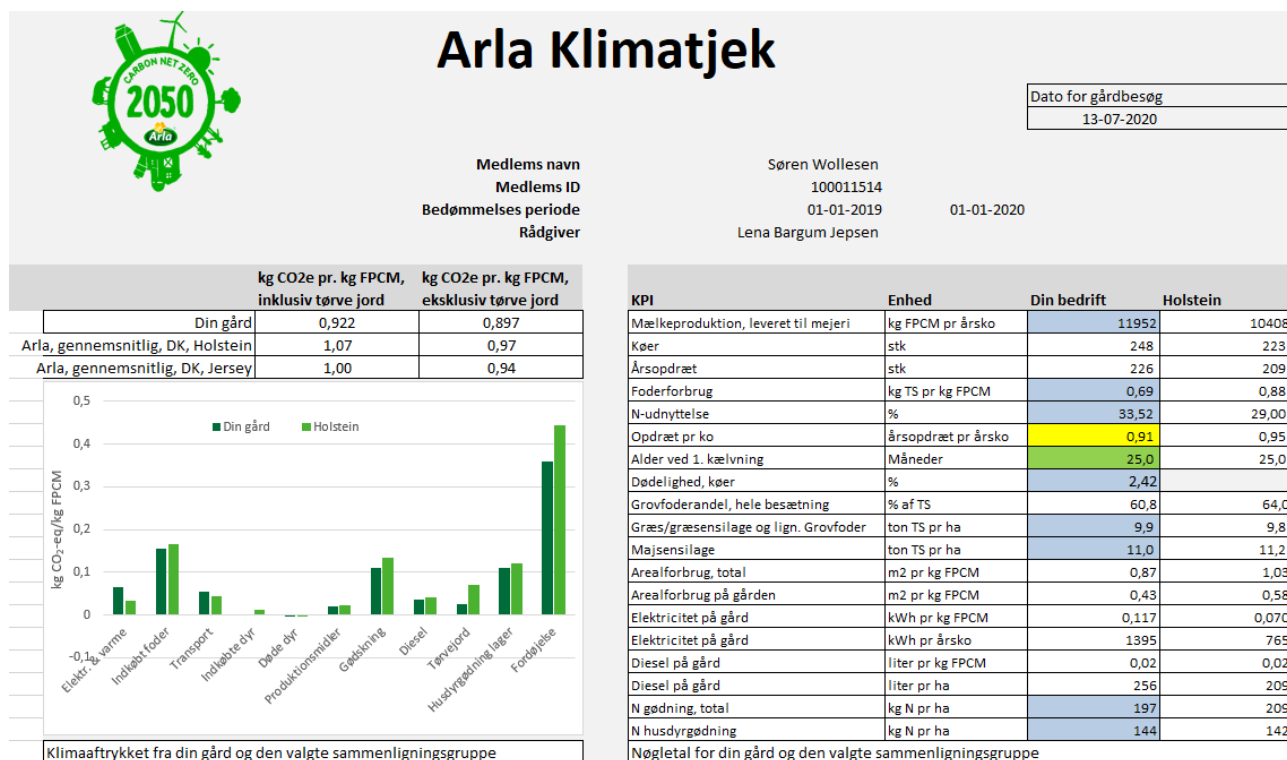 Arla Klimatjek
CARBON NET ZERO
2050
Arla
Dato for gårdbesøg
13-07-2020
Medlems navn Søren Wollesen
Medlems ID 100011514
Bedømmelses periode 01-01-2019 01-01-2020
Rådgiver Lena Bargum Jepsen
kg CO2e pr. kg FPCM, kg CO2e pr. kg FPCM,
inklusiv tørve jord eksklusiv tørve jord
Din gård 0,922 0,897
Arla, gennemsnitlig, DK, Holstein 1,07 0,97
Arla, gennemsnitlig, DK, Jersey 1,00 0,94
Din gård Holstein
kg CO₂-eq/kg FPCM
0,5
0,4
0,3
0,2
0,1
0
-0,1
Elektr. & varme
Indkøbt foder
Transport
Indkøbte dyr
Døde dyr
Produktionsmidler
Gødskning
Diesel
Tørvejord
Husdyrgødning lager
Fordøjelse
Klimaaftrykket fra din gård og den valgte sammenligningsgruppe
KPI Enhed Din bedrift Holstein
Mælkeproduktion, leveret til mejeri kg FPCM pr årsko 11952 10408
Køer stk 248 223
Årsopdræt stk 226 209
Foderforbrug kg TS pr kg FPCM 0,69 0,88
N-udnyttelse % 33,52 29,00
Opdræt pr ko årsopdræt pr årsko 0,91 0,95
Alder ved 1. kælvning Måneder 25,0 25,0
Dødelighed, køer % 2,42
Grovfoderandel, hele besætning % af TS 60,8 64,0
Græs/græsensilage og lign. Grovfoder ton TS pr ha 9,9 9,8
Majsensilage ton TS pr ha 11,0 11,2
Arealforbrug, total m2 pr kg FPCM 0,87 1,03
Arealforbrug på gården m2 pr kg FPCM 0,43 0,58
Elektricitet på gård kWh pr kg FPCM 0,117 0,070
Elektricitet på gård kWh pr årsko 1395 765
Diesel på gård liter pr kg FPCM 0,02 0,02
Diesel på gård liter pr ha 256 209
N gødning, total kg N pr ha 197 209
N husdyrgødning kg N pr ha 144 142
Nøgletal for din gård og den valgte sammenligningsgruppe